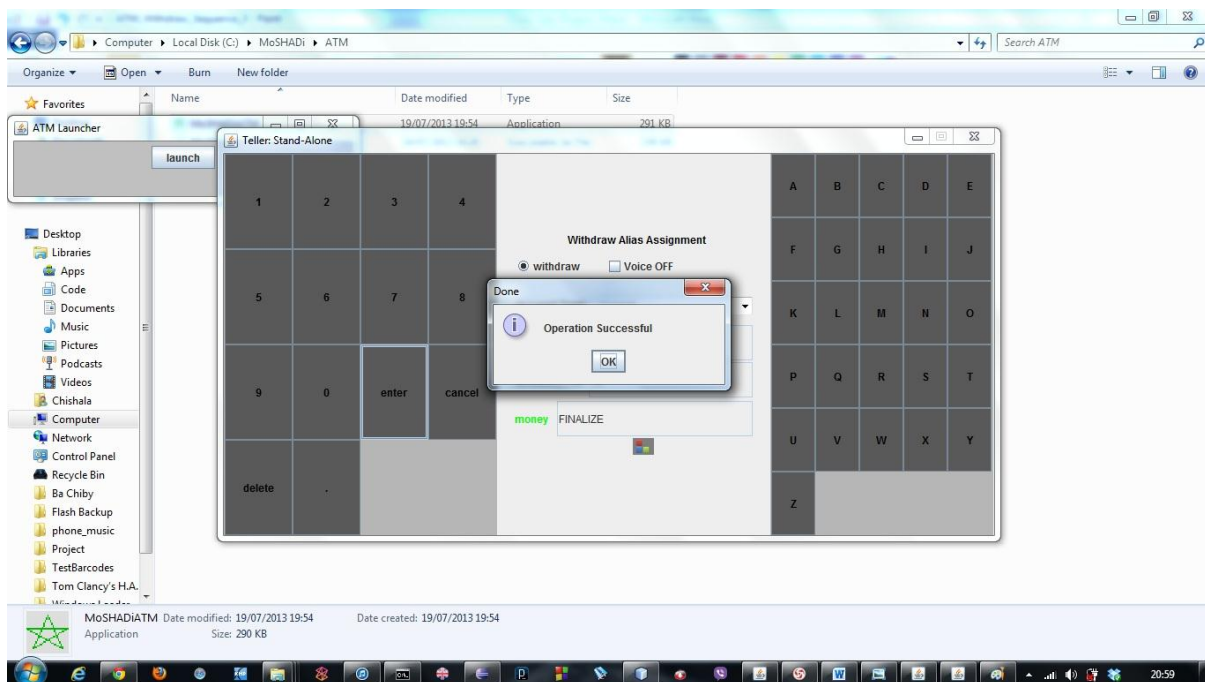 ATM_Withdraw_Sequence_7 - Paint
Computer ▸ Local Disk (C:) ▸ MoSHADi ▸ ATM
Search ATM
Organize Open Burn New folder
Favorites
Name Date modified Type Size
19/07/2013 19:54 Application 291 KB
ATM Launcher
launch
Desktop
Libraries
Apps
Code
Documents
Music
Pictures
Podcasts
Videos
Chishala
Computer
Network
Control Panel
Recycle Bin
Ba Chiby
Flash Backup
phone_music
Project
TestBarcodes
Tom Clancy's H.A.
Teller: Stand-Alone
1 2 3 4
5 6 7 8
9 0 enter cancel
delete .
Withdraw Alias Assignment
withdraw Voice OFF
Done
Operation Successful
OK
money FINALIZE
A B C D E
F G H I J
K L M N O
P Q R S T
U V W X Y
Z
MoSHADiATM Date modified: 19/07/2013 19:54 Date created: 19/07/2013 19:54
Application Size: 290 KB
20:59